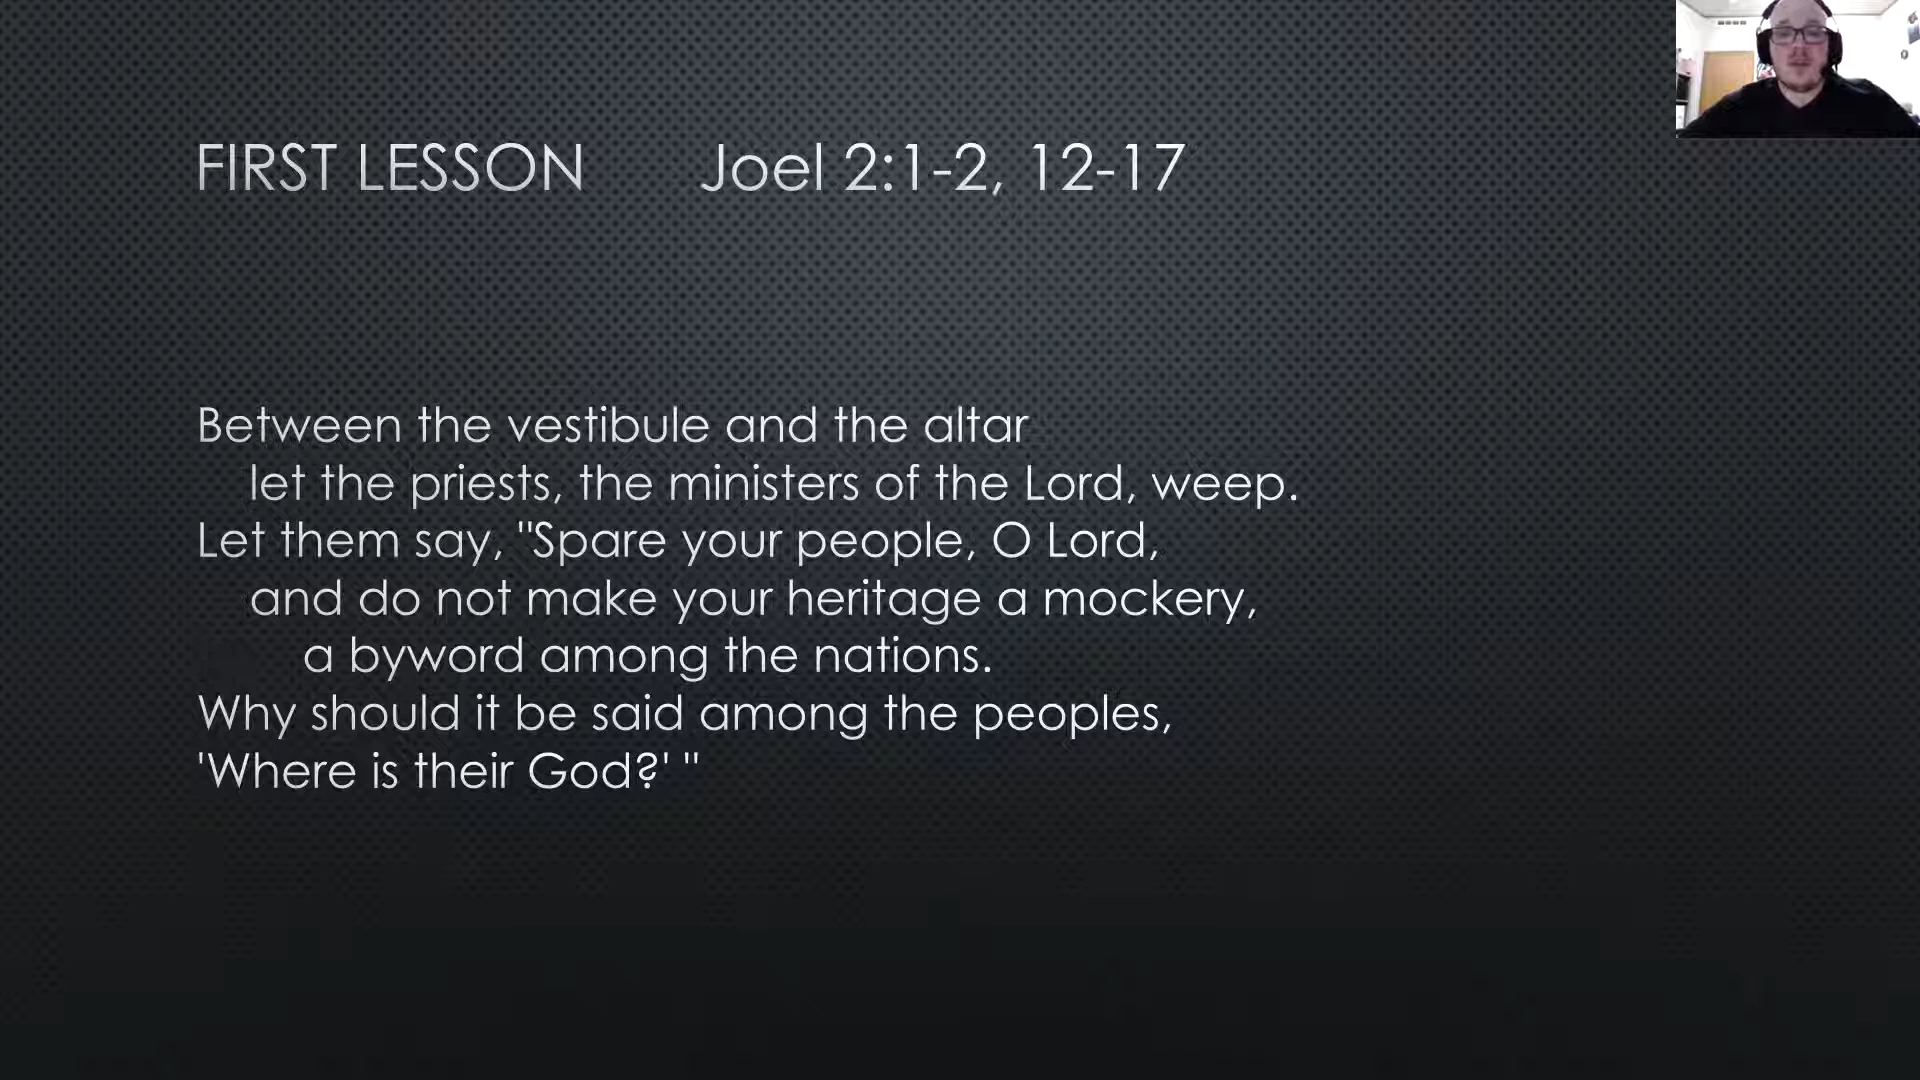 FIRST LESSON Joel 2:1-2, 12-17
Between the vestibule and the altar
let the priests, the ministers of the Lord, weep.
Let them say, "Spare your people, O Lord,
and do not make your heritage a mockery,
a byword among the nations.
Why should it be said among the peoples,
'Where is their God?' "